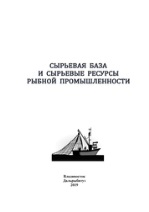 СЫРЬЕВАЯ БАЗА
И СЫРЬЕВЫЕ РЕСУРСЫ
РЫБНОЙ ПРОМЫШЛЕННОСТИ
Владивосток
Дальрыбвтуз